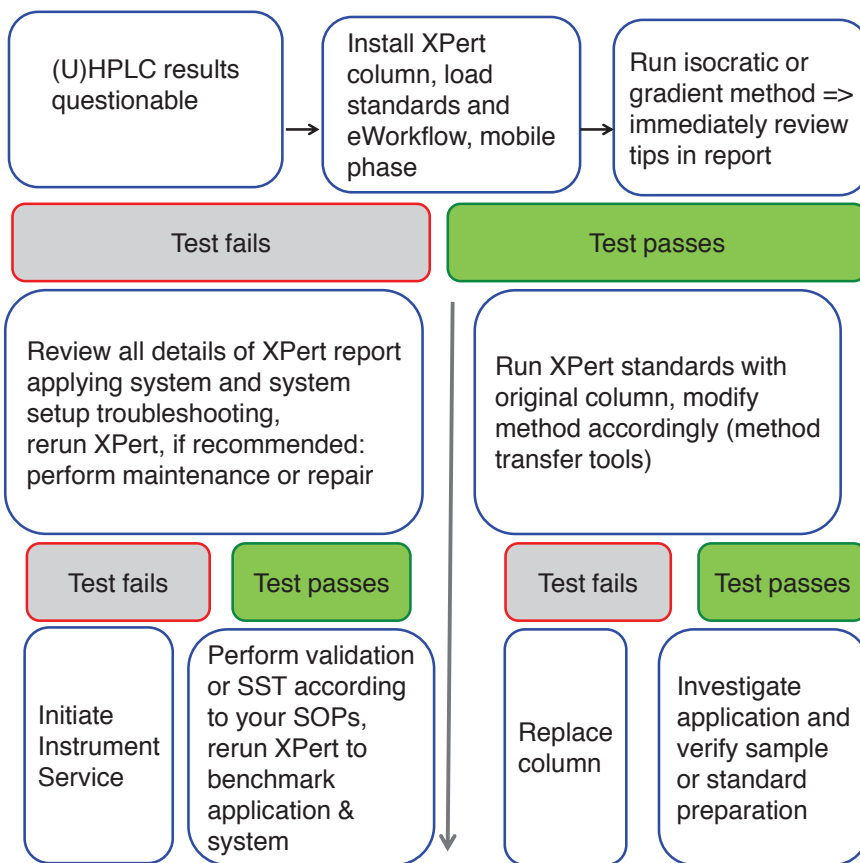 (U)HPLC results
questionable
Install XPert
column, load
standards and
eWorkflow, mobile
phase
Run isocratic or
gradient method =>
immediately review
tips in report
Test fails
Test passes
Review all details of XPert report
applying system and system
setup troubleshooting,
rerun XPert, if recommended:
perform maintenance or repair
Run XPert standards with
original column, modify
method accordingly (method
transfer tools)
Test fails
Test passes
Test fails
Test passes
Initiate
Instrument
Service
Perform validation
or SST according
to your SOPs,
rerun XPert to
benchmark
application &
system
Replace
column
Investigate
application and
verify sample
or standard
preparation